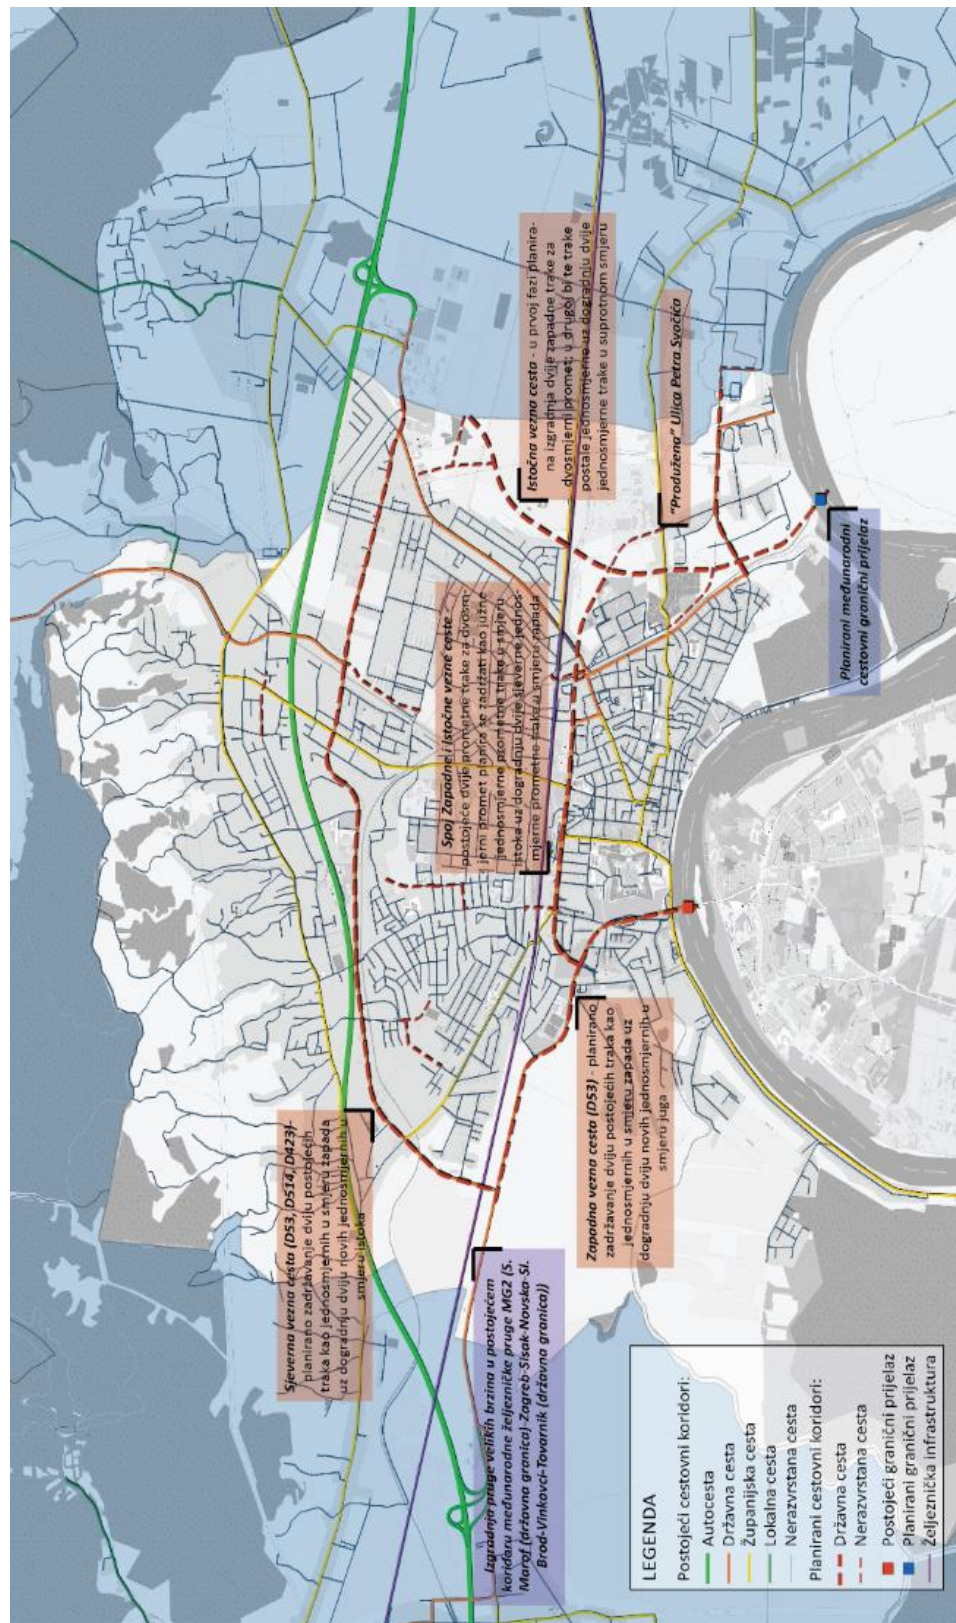 Sjeverna vezna cesta (D53, D514, D423)-
planirano zadržavanje dviju postojećih
traka kao jednosmjernih u smjeru zapada
uz dogradnju dviju novih jednosmjernih u
smjeru istoka
Izgradnja pruge velikih brzina u postojećem
koridoru međunarodne željezničke pruge MG2 (S.
Marof (državna granica)-Zagreb-Sisak-Novska-Sl.
Brod-Vinkovci-Tovarnik (državna granica))
Zapadna vezna cesta (D53) - planirano
zadržavanje dviju postojećih traka kao
jednosmjernih u smjeru zapada uz
dogradnju dviju novih jednosmjernih u
smjeru juga
Spoj Zapadne i Istočne vezne ceste -
postojeće dvije prometne trake za dvosm-
jerni promet planira se zadržati kao južne
jednosmjerne prometne trake u smjeru
istoka uz dogradnju dvije sjeverne jednos-
mjerne prometne trake u smjeru zapada
Istočna vezna cesta - u prvoj fazi planira-
na izgradnja dvije zapadne trake za
dvosmjerni promet; u drugoj bi te trake
postale jednosmjerne uz dogradnju dvije
jednosmjerne trake u suprotnom smjeru
"Produžena" Ulica Petra Svačića
Planirani međunarodni
cestovni granični prijelaz
LEGENDA
Postojeći cestovni koridori:
Autocesta
Državna cesta
Županijska cesta
Lokalna cesta
Nerazvrstana cesta
Planirani cestovni koridori:
Državna cesta
Nerazvrstana cesta
Postojeći granični prijelaz
Planirani granični prijelaz
Željeznička infrastruktura